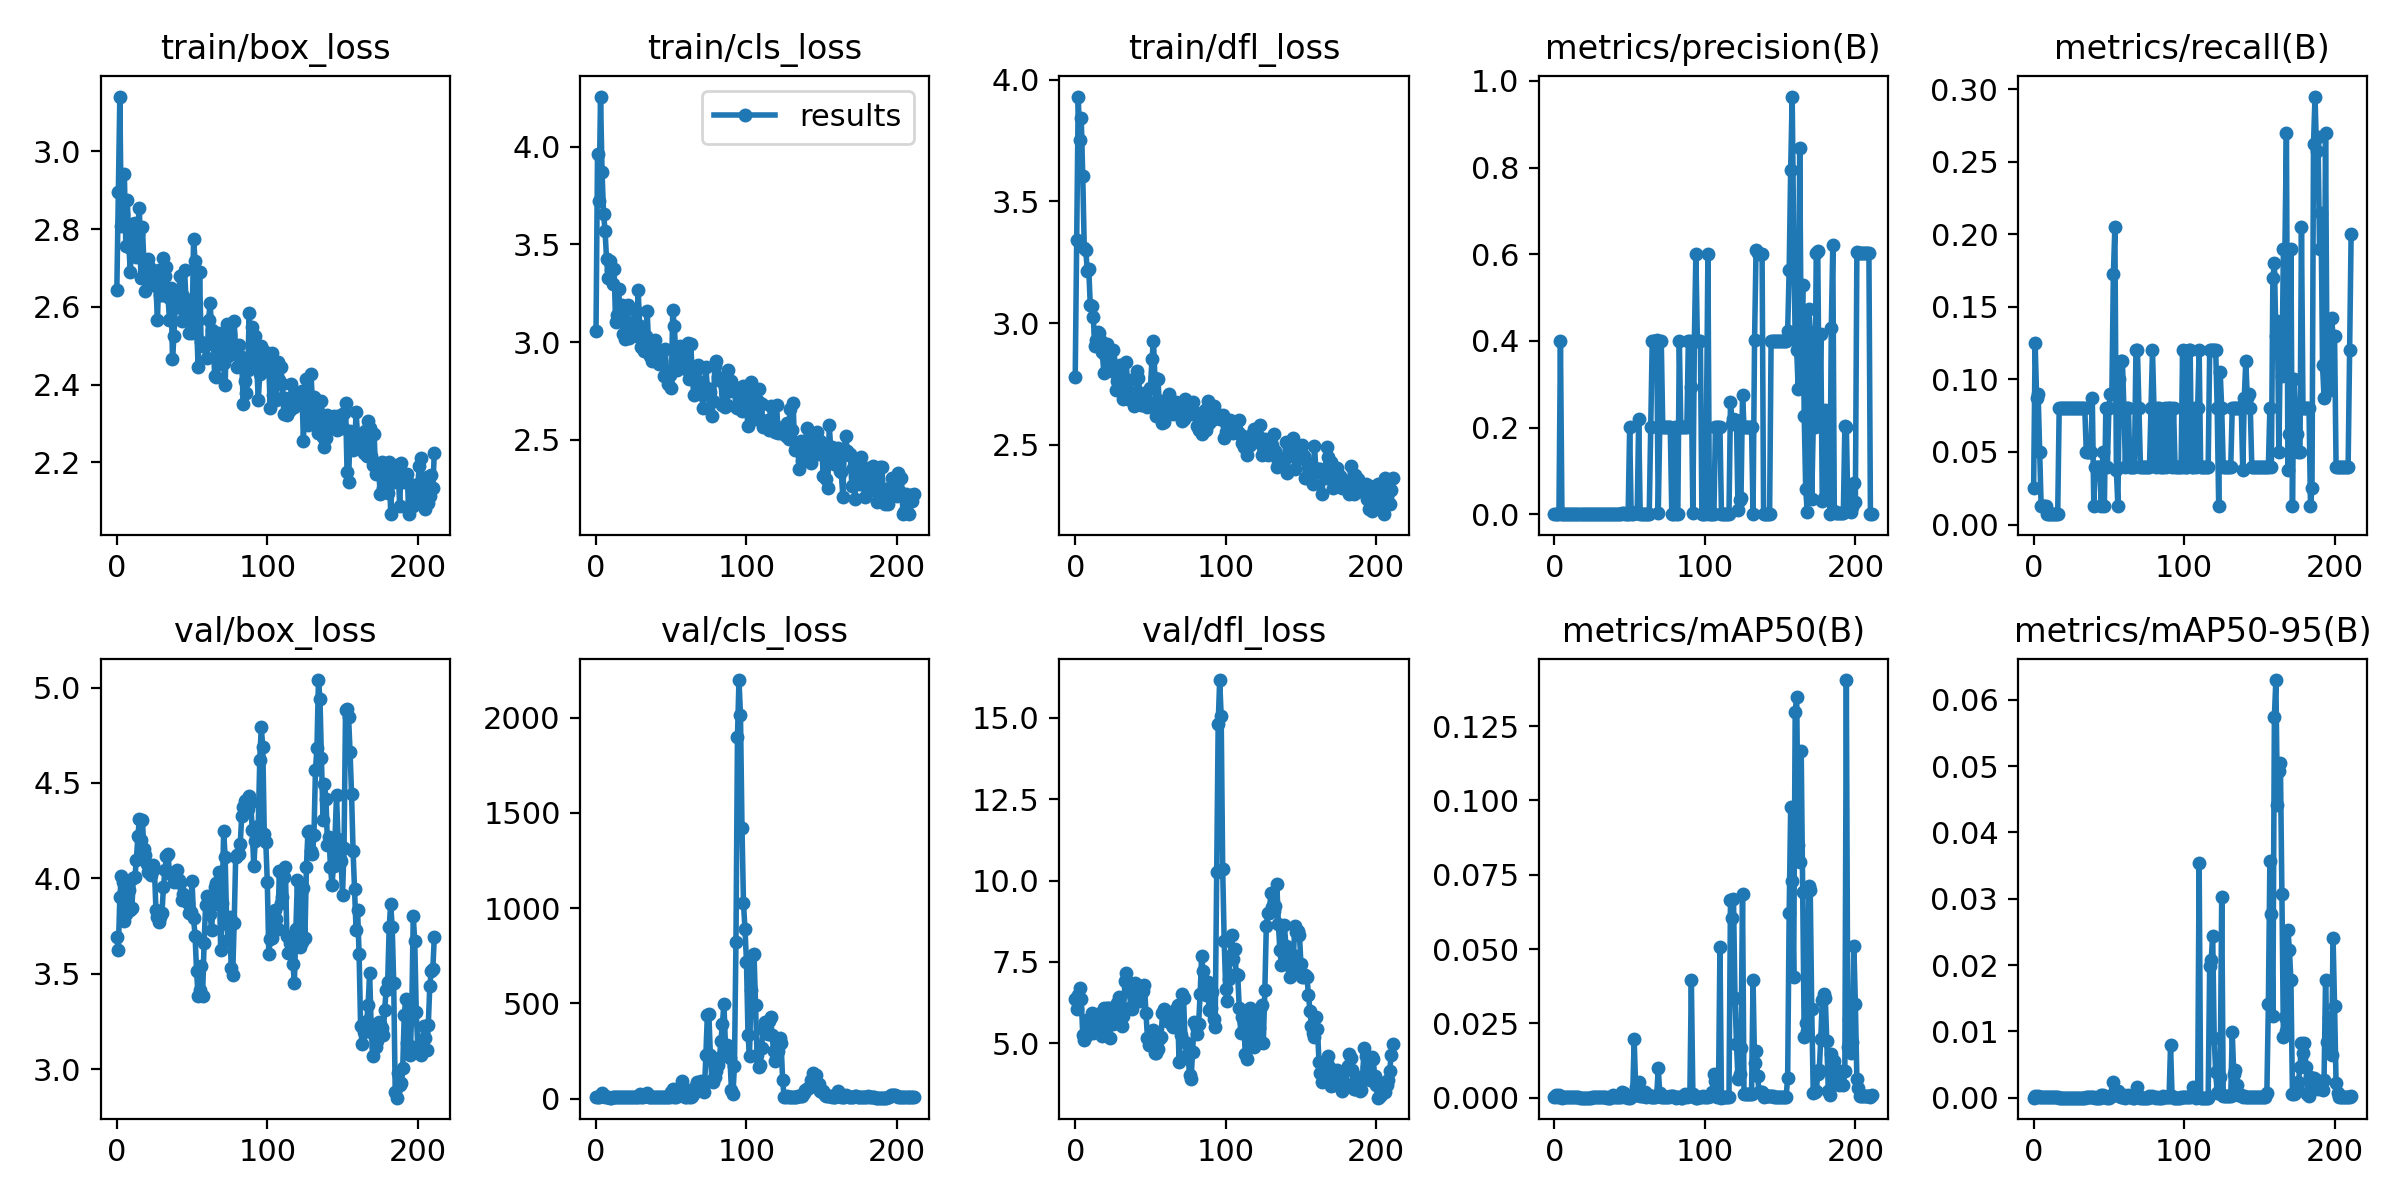 train/box_loss
3.0
2.8
2.6
2.4
2.2
0 100 200
train/cls_loss
results
4.0
3.5
3.0
2.5
0 100 200
train/dfl_loss
4.0
3.5
3.0
2.5
0 100 200
metrics/precision(B)
1.0
0.8
0.6
0.4
0.2
0.0
0 100 200
metrics/recall(B)
0.30
0.25
0.20
0.15
0.10
0.05
0.00
0 100 200
val/box_loss
5.0
4.5
4.0
3.5
3.0
0 100 200
val/cls_loss
2000
1500
1000
500
0
0 100 200
val/dfl_loss
15.0
12.5
10.0
7.5
5.0
0 100 200
metrics/mAP50(B)
0.125
0.100
0.075
0.050
0.025
0.000
0 100 200
metrics/mAP50-95(B)
0.06
0.05
0.04
0.03
0.02
0.01
0.00
0 100 200